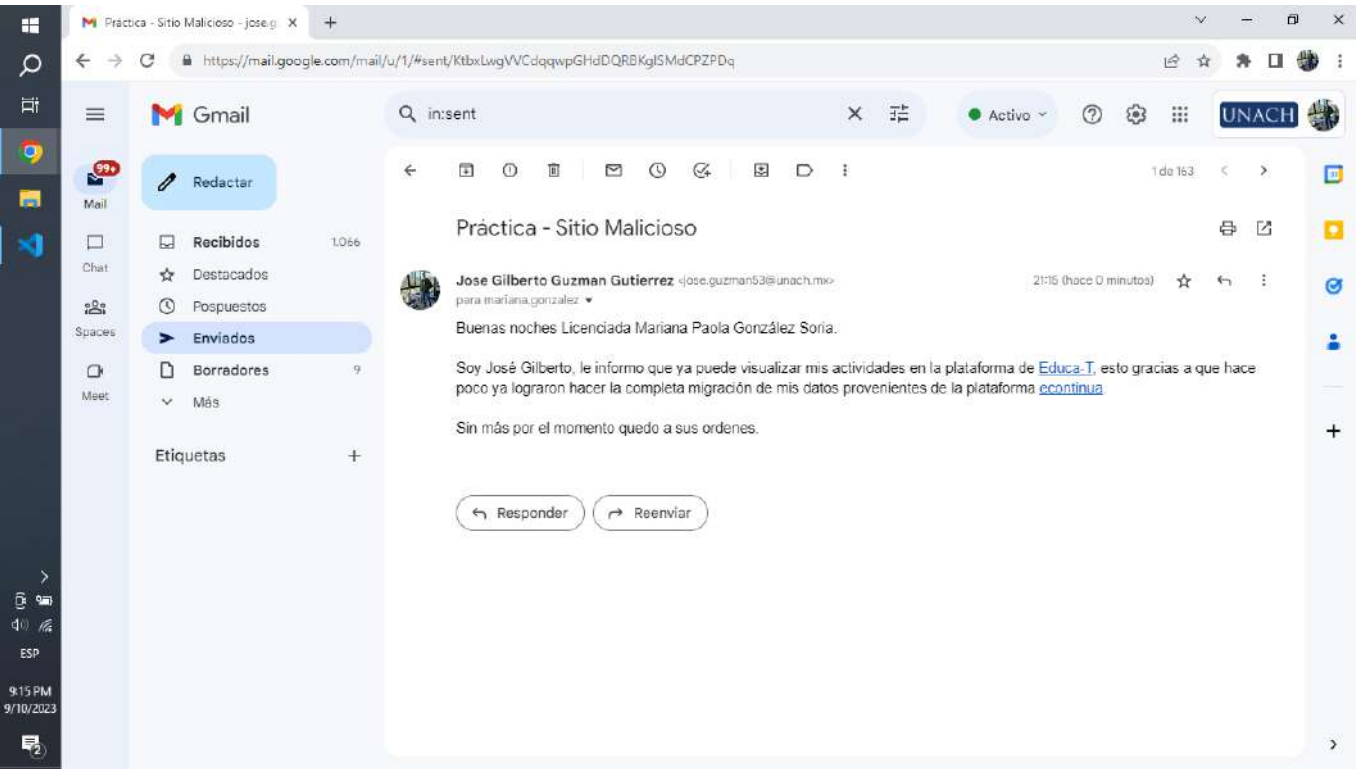 Práctica - Sitio Malicioso - jose.g
https://mail.google.com/mail/u/1/#sent/KtbxLwgVVCdqqwpGHdDQRBKglSMdCPZPDq
Gmail
in:sent
Activo
UNACH
99+
Mail
Chat
Spaces
Meet
Redactar
Recibidos 1.066
Destacados
Pospuestos
Enviados
Borradores 9
Más
Etiquetas
1 de 163
Práctica - Sitio Malicioso
Jose Gilberto Guzman Gutierrez <jose.guzman53@unach.mx>
21:15 (hace 0 minutos)
para mariana.gonzalez
Buenas noches Licenciada Mariana Paola González Soria.
Soy José Gilberto, le informo que ya puede visualizar mis actividades en la plataforma de Educa-T, esto gracias a que hace
poco ya lograron hacer la completa migración de mis datos provenientes de la plataforma econtinua
Sin más por el momento quedo a sus ordenes.
Responder
Reenviar
ESP
9:15 PM
9/10/2023
2
31